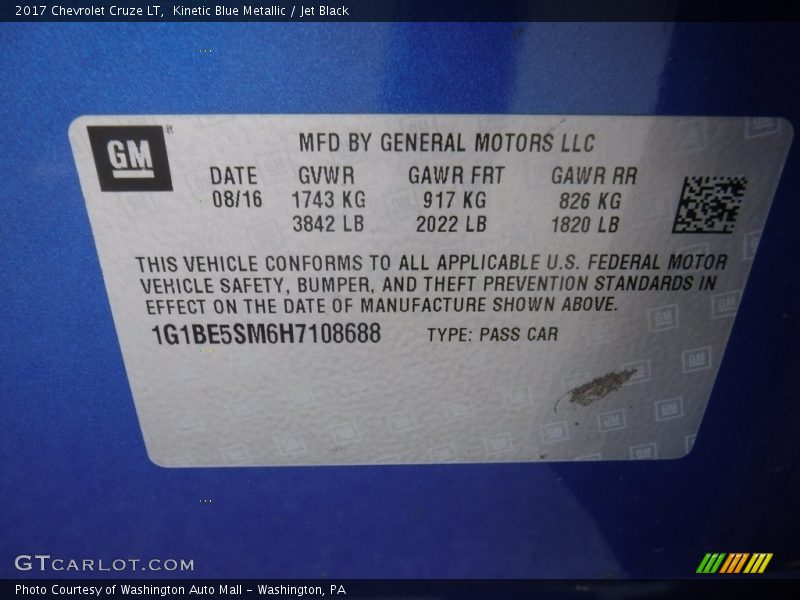 2017 Chevrolet Cruze LT,  Kinetic Blue Metallic / Jet Black
GM
MFD BY GENERAL MOTORS LLC
DATE GVWR GAWR FRT GAWR RR
08/16 1743 KG 917 KG 826 KG
3842 LB 2022 LB 1820 LB
THIS VEHICLE CONFORMS TO ALL APPLICABLE U.S. FEDERAL MOTOR
VEHICLE SAFETY, BUMPER, AND THEFT PREVENTION STANDARDS IN
EFFECT ON THE DATE OF MANUFACTURE SHOWN ABOVE.
1G1BE5SM6H7108688 TYPE: PASS CAR
GTCARLOT.COM
Photo Courtesy of Washington Auto Mall - Washington, PA